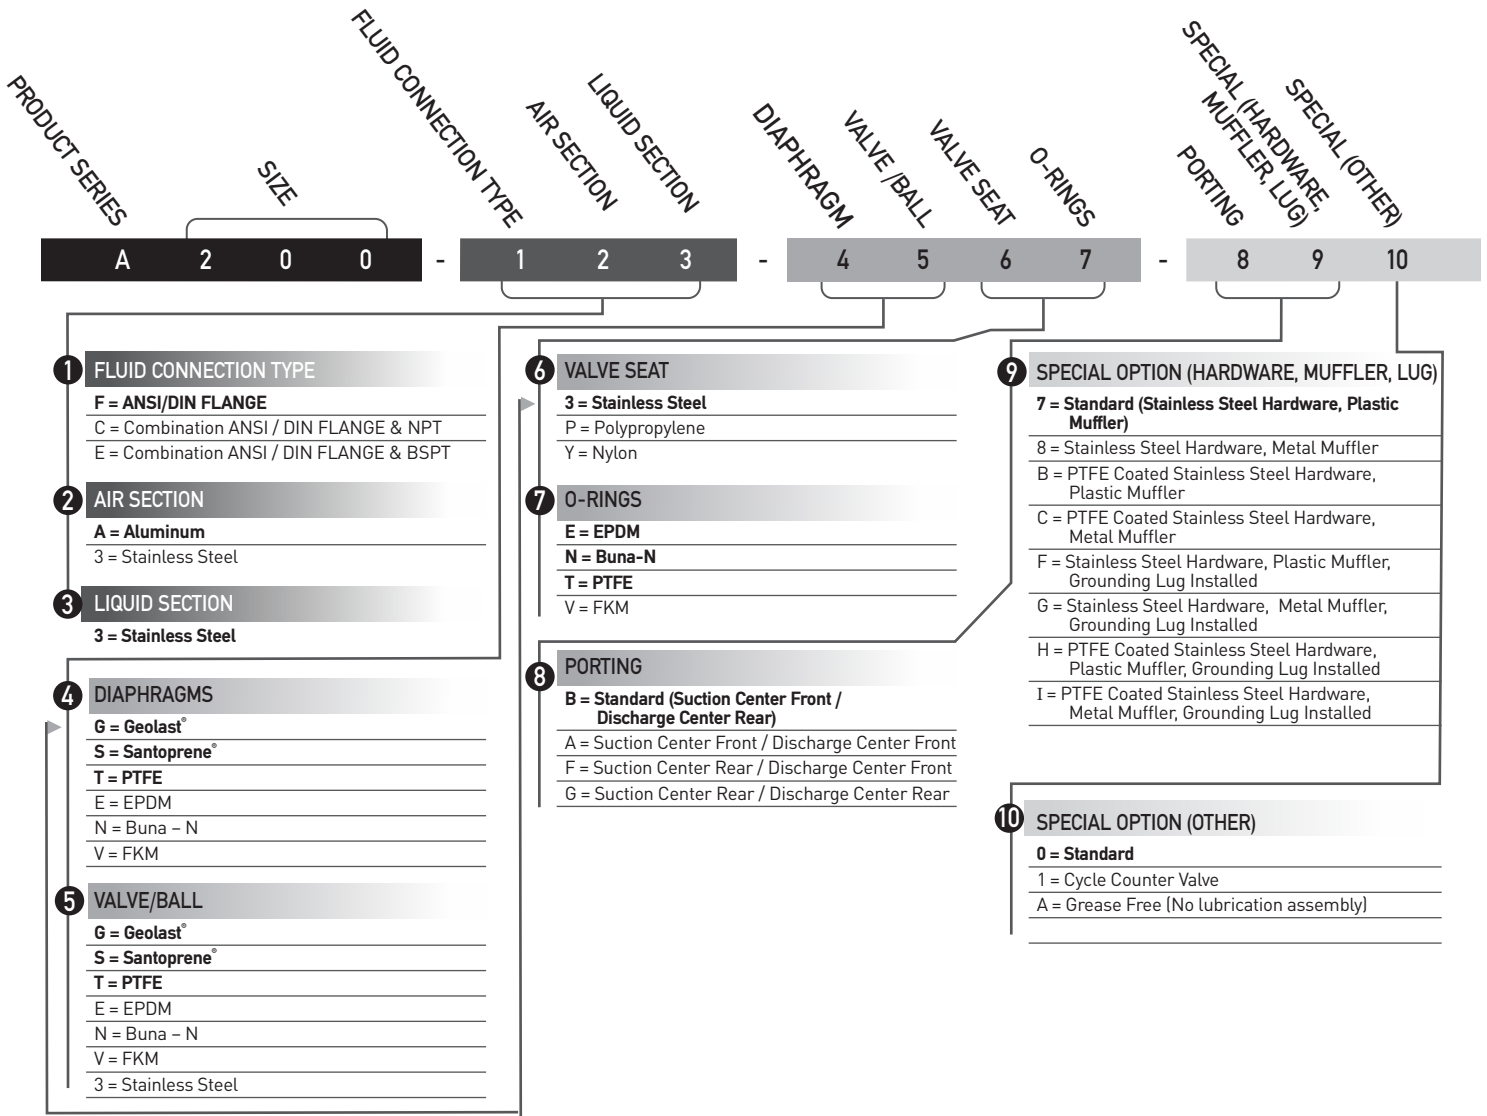 PRODUCT SERIES
SIZE
FLUID CONNECTION TYPE
AIR SECTION
LIQUID SECTION
DIAPHRAGM
VALVE /BALL
VALVE SEAT
O-RINGS
PORTING
SPECIAL (HARDWARE,
MUFFLER, LUG)
SPECIAL (OTHER)
A 2 0 0 - 1 2 3 - 4 5 6 7 - 8 9 10
1 FLUID CONNECTION TYPE
F = ANSI/DIN FLANGE
C = Combination ANSI / DIN FLANGE & NPT
E = Combination ANSI / DIN FLANGE & BSPT
2 AIR SECTION
A = Aluminum
3 = Stainless Steel
3 LIQUID SECTION
3 = Stainless Steel
4 DIAPHRAGMS
G = Geolast®
S = Santoprene®
T = PTFE
E = EPDM
N = Buna – N
V = FKM
5 VALVE/BALL
G = Geolast®
S = Santoprene®
T = PTFE
E = EPDM
N = Buna – N
V = FKM
3 = Stainless Steel
6 VALVE SEAT
3 = Stainless Steel
P = Polypropylene
Y = Nylon
7 O-RINGS
E = EPDM
N = Buna-N
T = PTFE
V = FKM
8 PORTING
B = Standard (Suction Center Front /
Discharge Center Rear)
A = Suction Center Front / Discharge Center Front
F = Suction Center Rear / Discharge Center Front
G = Suction Center Rear / Discharge Center Rear
9 SPECIAL OPTION (HARDWARE, MUFFLER, LUG)
7 = Standard (Stainless Steel Hardware, Plastic
Muffler)
8 = Stainless Steel Hardware, Metal Muffler
B = PTFE Coated Stainless Steel Hardware,
Plastic Muffler
C = PTFE Coated Stainless Steel Hardware,
Metal Muffler
F = Stainless Steel Hardware, Plastic Muffler,
Grounding Lug Installed
G = Stainless Steel Hardware, Metal Muffler,
Grounding Lug Installed
H = PTFE Coated Stainless Steel Hardware,
Plastic Muffler, Grounding Lug Installed
I = PTFE Coated Stainless Steel Hardware,
Metal Muffler, Grounding Lug Installed
10 SPECIAL OPTION (OTHER)
0 = Standard
1 = Cycle Counter Valve
A = Grease Free (No lubrication assembly)